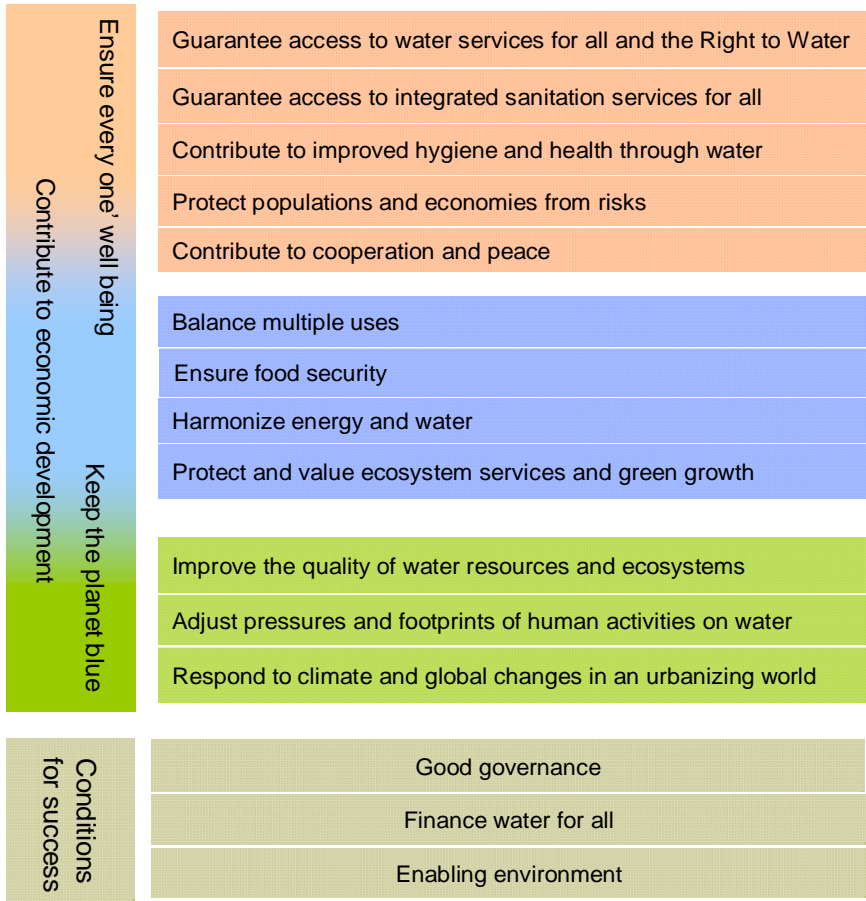 Ensure every one' well being
Guarantee access to water services for all and the Right to Water
Guarantee access to integrated sanitation services for all
Contribute to improved hygiene and health through water
Protect populations and economies from risks
Contribute to cooperation and peace
Contribute to economic development
Balance multiple uses
Ensure food security
Harmonize energy and water
Protect and value ecosystem services and green growth
Keep the planet blue
Improve the quality of water resources and ecosystems
Adjust pressures and footprints of human activities on water
Respond to climate and global changes in an urbanizing world
Conditions
for success
Good governance
Finance water for all
Enabling environment